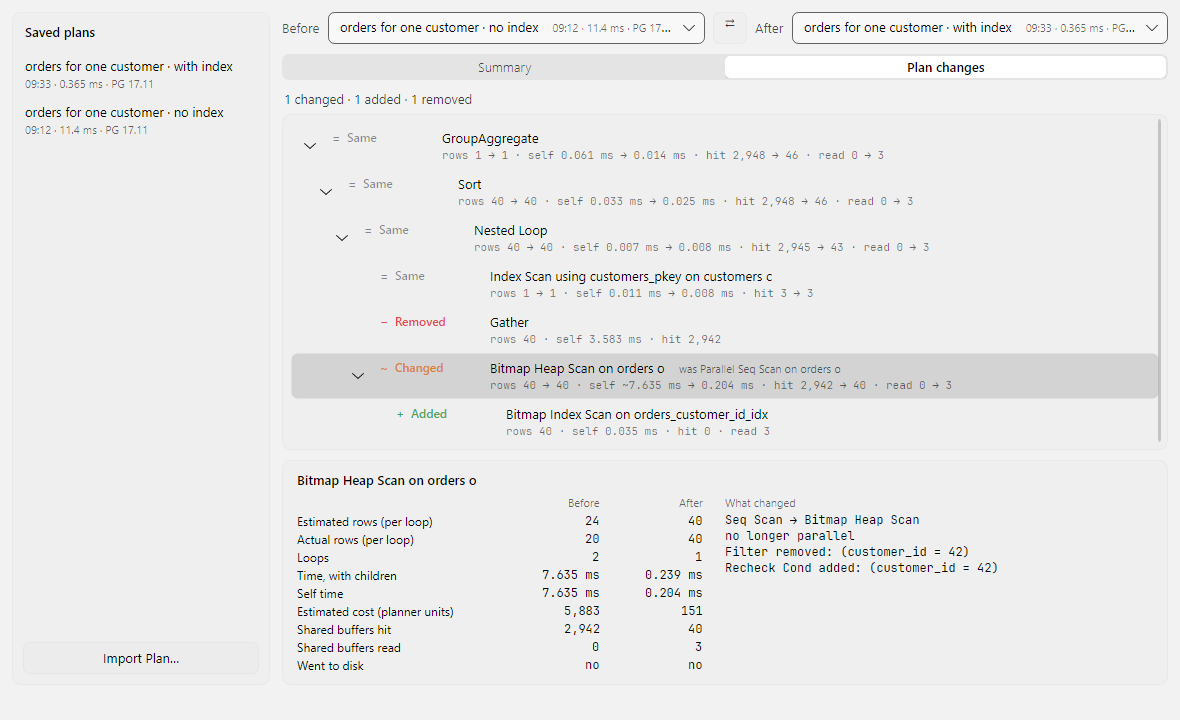 Saved plans
orders for one customer · with index
09:33 · 0.365 ms · PG 17.11
orders for one customer · no index
09:12 · 11.4 ms · PG 17.11
Import Plan...
Before orders for one customer · no index 09:12 · 11.4 ms · PG 17... ⇄ After orders for one customer · with index 09:33 · 0.365 ms · PG...
Summary Plan changes
1 changed · 1 added · 1 removed
= Same GroupAggregate
rows 1 → 1 · self 0.061 ms → 0.014 ms · hit 2,948 → 46 · read 0 → 3
= Same Sort
rows 40 → 40 · self 0.033 ms → 0.025 ms · hit 2,948 → 46 · read 0 → 3
= Same Nested Loop
rows 40 → 40 · self 0.007 ms → 0.008 ms · hit 2,945 → 43 · read 0 → 3
= Same Index Scan using customers_pkey on customers c
rows 1 → 1 · self 0.011 ms → 0.008 ms · hit 3 → 3
− Removed Gather
rows 40 · self 3.583 ms · hit 2,942
~ Changed Bitmap Heap Scan on orders o was Parallel Seq Scan on orders o
rows 40 → 40 · self ~7.635 ms → 0.204 ms · hit 2,942 → 40 · read 0 → 3
+ Added Bitmap Index Scan on orders_customer_id_idx
rows 40 · self 0.035 ms · hit 0 · read 3
Bitmap Heap Scan on orders o
Before After
Estimated rows (per loop) 24 40
Actual rows (per loop) 20 40
Loops 2 1
Time, with children 7.635 ms 0.239 ms
Self time 7.635 ms 0.204 ms
Estimated cost (planner units) 5,883 151
Shared buffers hit 2,942 40
Shared buffers read 0 3
Went to disk no no
What changed
Seq Scan → Bitmap Heap Scan
no longer parallel
Filter removed: (customer_id = 42)
Recheck Cond added: (customer_id = 42)